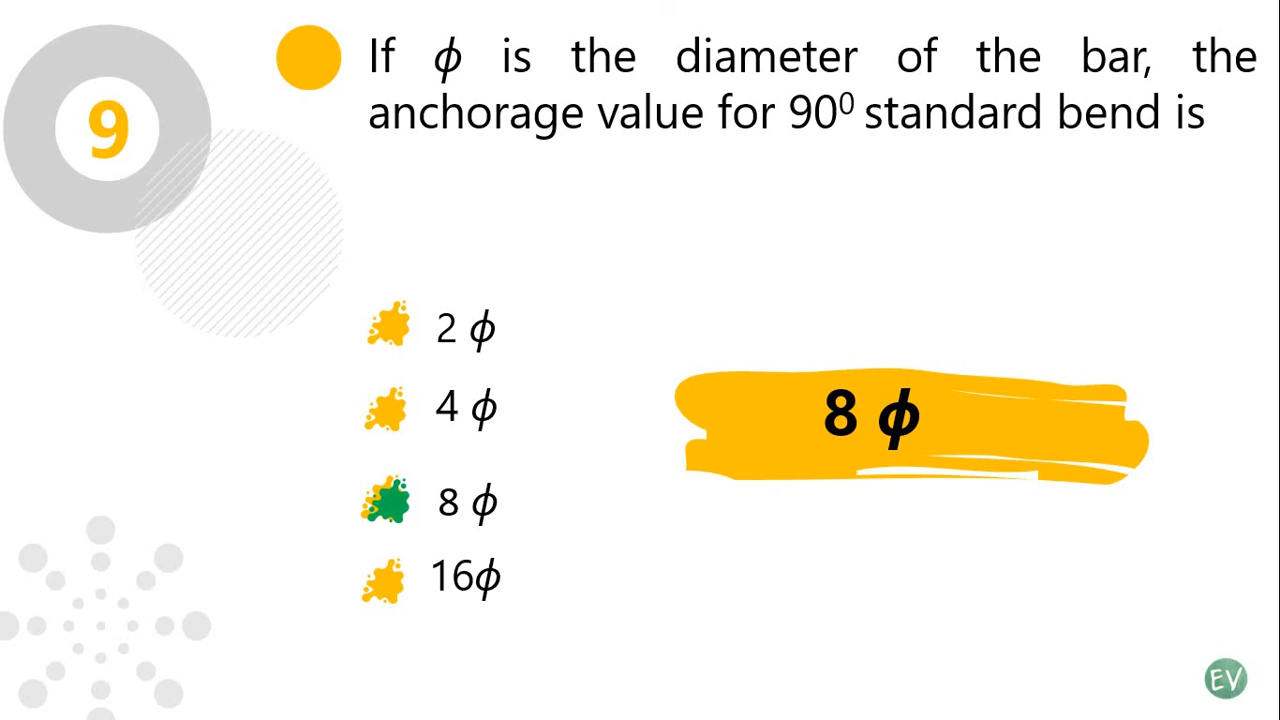 9
If ϕ is the diameter of the bar, the
anchorage value for 90⁰ standard bend is
2 ϕ
4 ϕ
8 ϕ
8 ϕ
16ϕ
EV